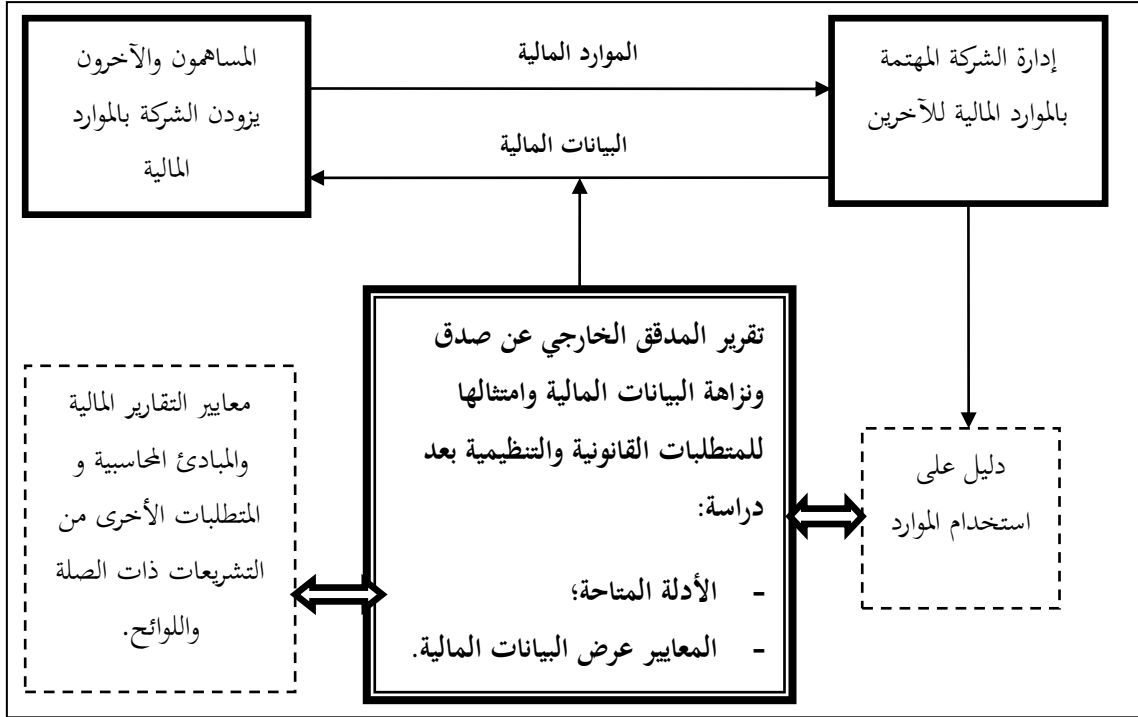 إدارة الشركة المهتمة
بالموارد المالية للآخرين
الموارد المالية
البيانات المالية
المساهمون والآخرون
يزودن الشركة بالموارد
المالية
تقرير المدقق الخارجي عن صدق
ونزاهة البيانات المالية وامتثالها
للمتطلبات القانونية والتنظيمية بعد
دراسة:
- الأدلة المتاحة؛
- المعايير عرض البيانات المالية.
دليل على
استخدام الموارد
معايير التقارير المالية
والمبادئ المحاسبية و
المتطلبات الأخرى من
التشريعات ذات الصلة
واللوائح.